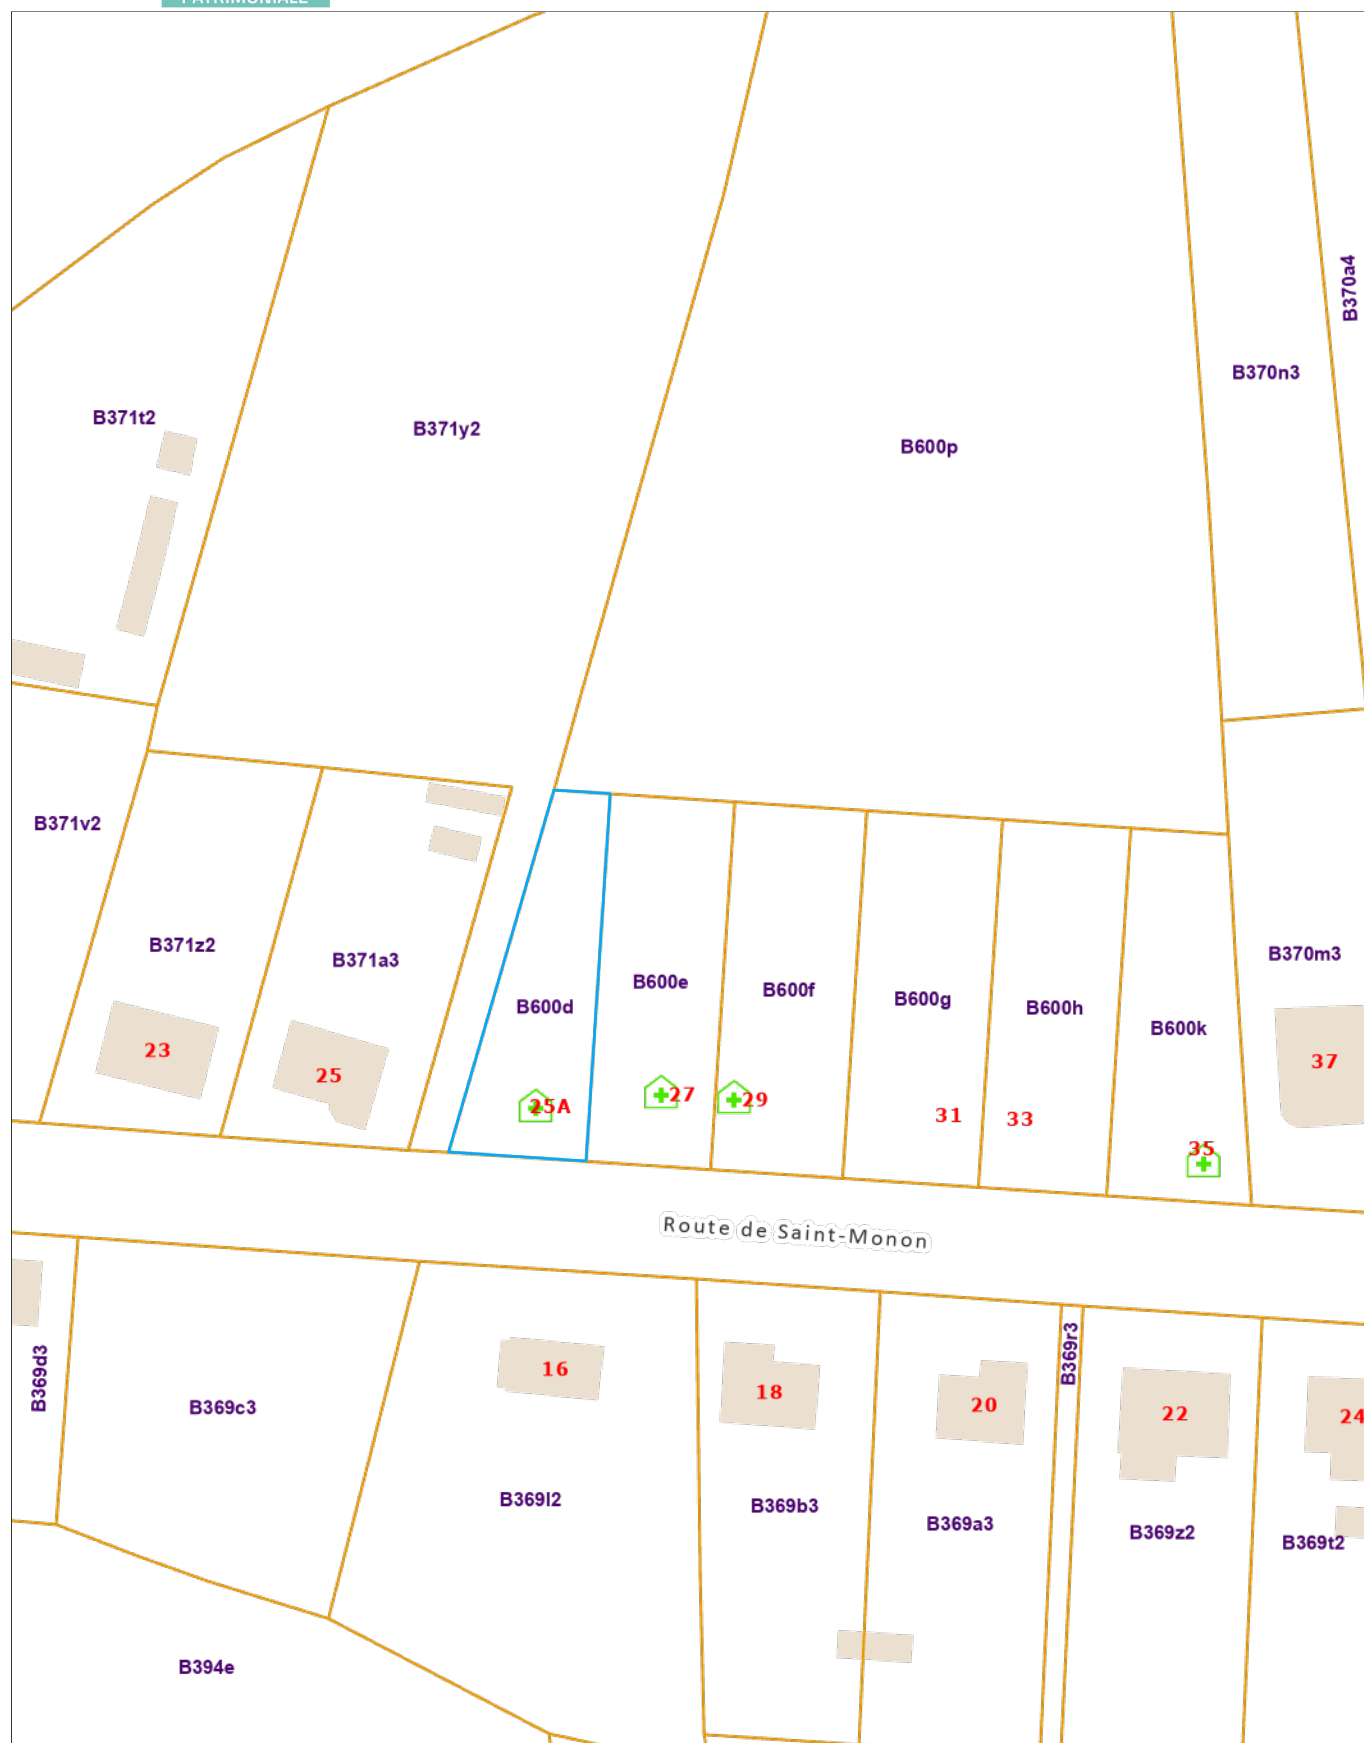 PATRIMONIALE
B370a4
B370n3
B371t2
B371y2
B600p
B371v2
B371z2
B371a3
B370m3
B600e
B600f
B600g
B600d
B600h
B600k
23
25
37
25A
27
29
31
33
35
Route de Saint-Monon
B369r3
B369d3
16
18
20
22
24
B369c3
B369l2
B369b3
B369a3
B369z2
B369t2
B394e